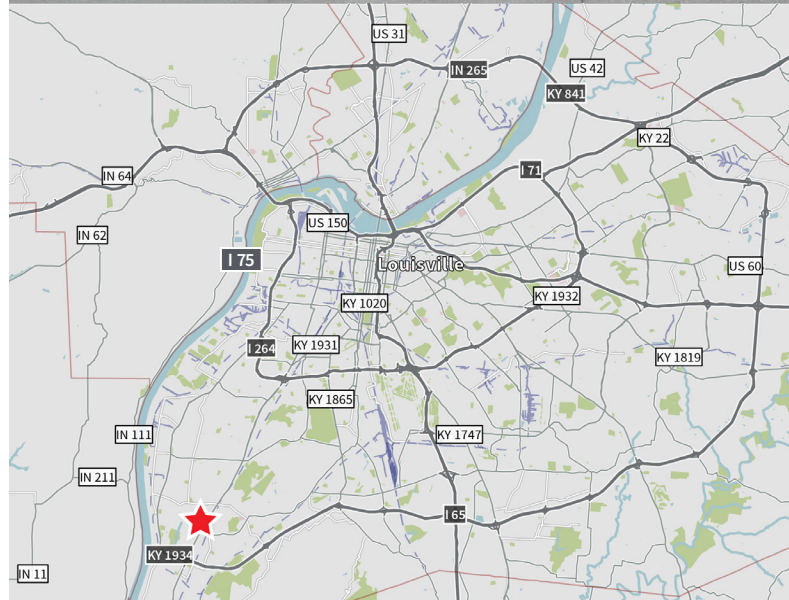 US 31
IN 265
US 42
KY 841
KY 22
I 71
IN 64
US 150
IN 62
I 75
Louisville
US 60
KY 1932
KY 1020
I 264
KY 1931
KY 1819
KY 1865
IN 111
KY 1747
IN 211
I 65
KY 1934
IN 11